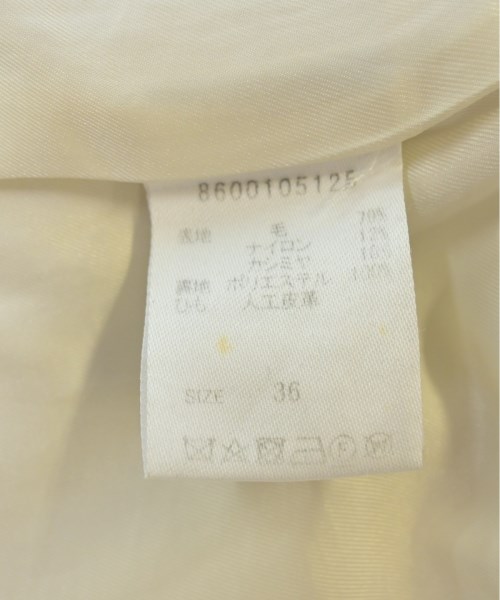 8600105125
表地 毛 70%
ナイロン
カシミヤ
裏地 ポリエステル 100%
ひも 人工皮革
SIZE 36